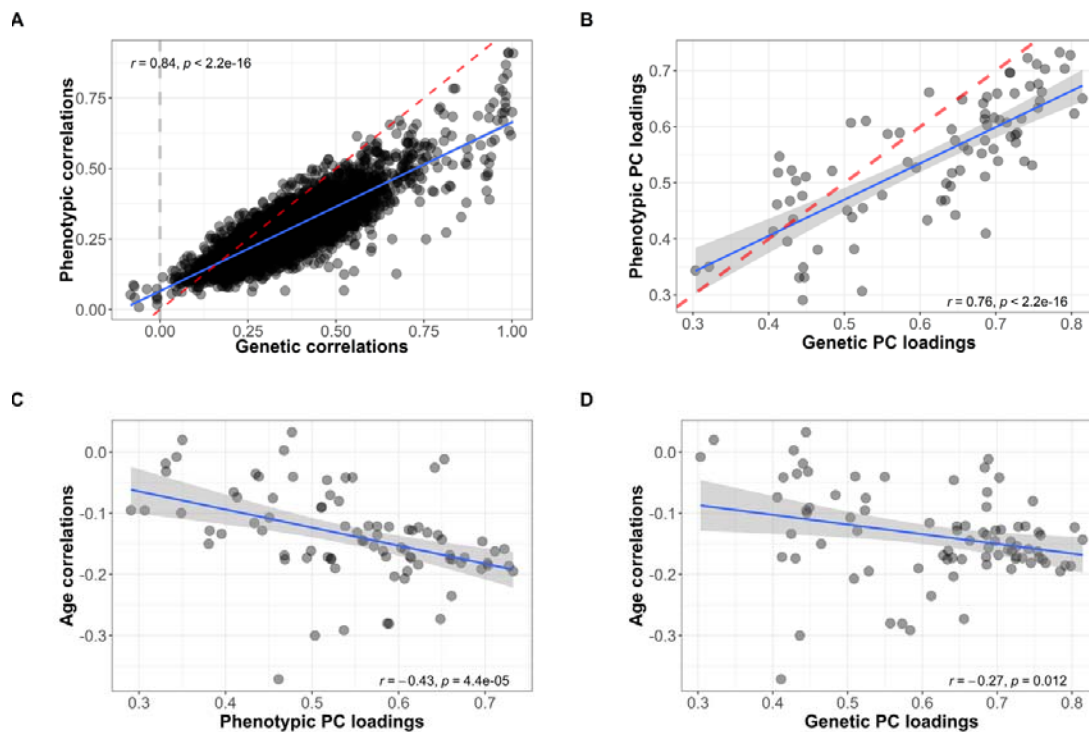 A
r = 0.84, p < 2.2e-16
Phenotypic correlations
0.75
0.50
0.25
0.00
0.00
0.25
0.50
0.75
1.00
Genetic correlations
B
Phenotypic PC loadings
0.7
0.6
0.5
0.4
0.3
r = 0.76, p < 2.2e-16
0.3
0.4
0.5
0.6
0.7
0.8
Genetic PC loadings
C
Age correlations
0.0
-0.1
-0.2
-0.3
r = −0.43, p = 4.4e-05
0.3
0.4
0.5
0.6
0.7
Phenotypic PC loadings
D
Age correlations
0.0
-0.1
-0.2
-0.3
r = −0.27, p = 0.012
0.3
0.4
0.5
0.6
0.7
0.8
Genetic PC loadings